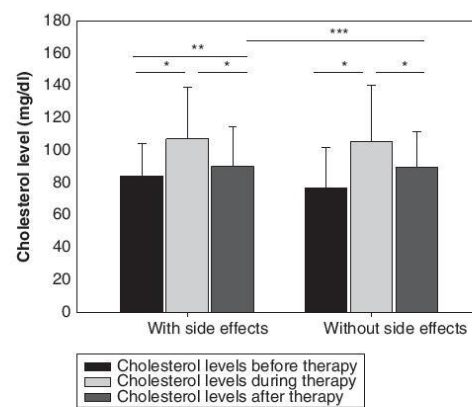 Cholesterol level (mg/dl)
180
160
140
120
100
80
60
40
20
0
**
***
* * * *
With side effects Without side effects
Cholesterol levels before therapy
Cholesterol levels during therapy
Cholesterol levels after therapy